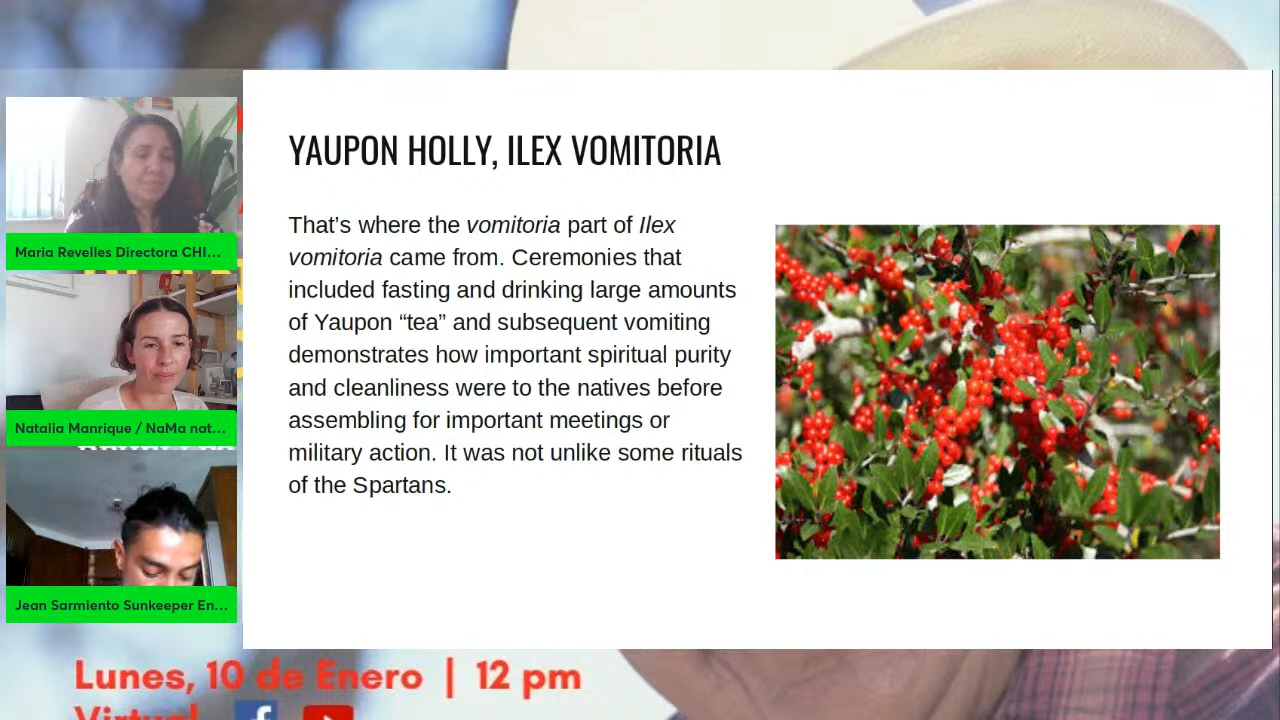 YAUPON HOLLY, ILEX VOMITORIA
That’s where the vomitoria part of Ilex
vomitoria came from. Ceremonies that
included fasting and drinking large amounts
of Yaupon “tea” and subsequent vomiting
demonstrates how important spiritual purity
and cleanliness were to the natives before
assembling for important meetings or
military action. It was not unlike some rituals
of the Spartans.
Maria Revelles Directora CHI...
Natalia Manrique / NaMa nat...
Jean Sarmiento Sunkeeper En...
Lunes, 10 de Enero | 12 pm
Virtual